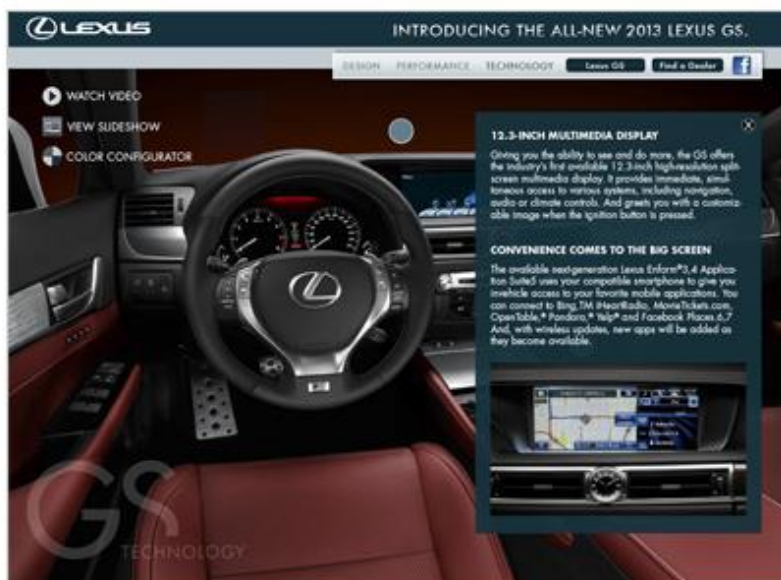 LEXUS
INTRODUCING THE ALL-NEW 2013 LEXUS GS.
DESIGN PERFORMANCE TECHNOLOGY Lexus GS Find a Dealer f
WATCH VIDEO
VIEW SLIDESHOW
COLOR CONFIGURATOR
12.3-INCH MULTIMEDIA DISPLAY
Giving you the ability to see and do more, the GS offers
the industry's first available 12.3-inch high-resolution split-
screen multimedia display. It provides immediate, simul-
taneous access to various systems, including navigation,
audio or climate controls. And greets you with a customiz-
able image when the ignition button is pressed.
CONVENIENCE COMES TO THE BIG SCREEN
The available next-generation Lexus Enform®3,4 Applica-
tion Suite5 uses your compatible smartphone to give you
invehicle access to your favorite mobile applications. You
can connect to Bing,TM iHeartRadio, MovieTickets.com,
OpenTable,® Pandora,® Yelp® and Facebook Places.6,7
And, with wireless updates, new apps will be added as
they become available.
GS
TECHNOLOGY